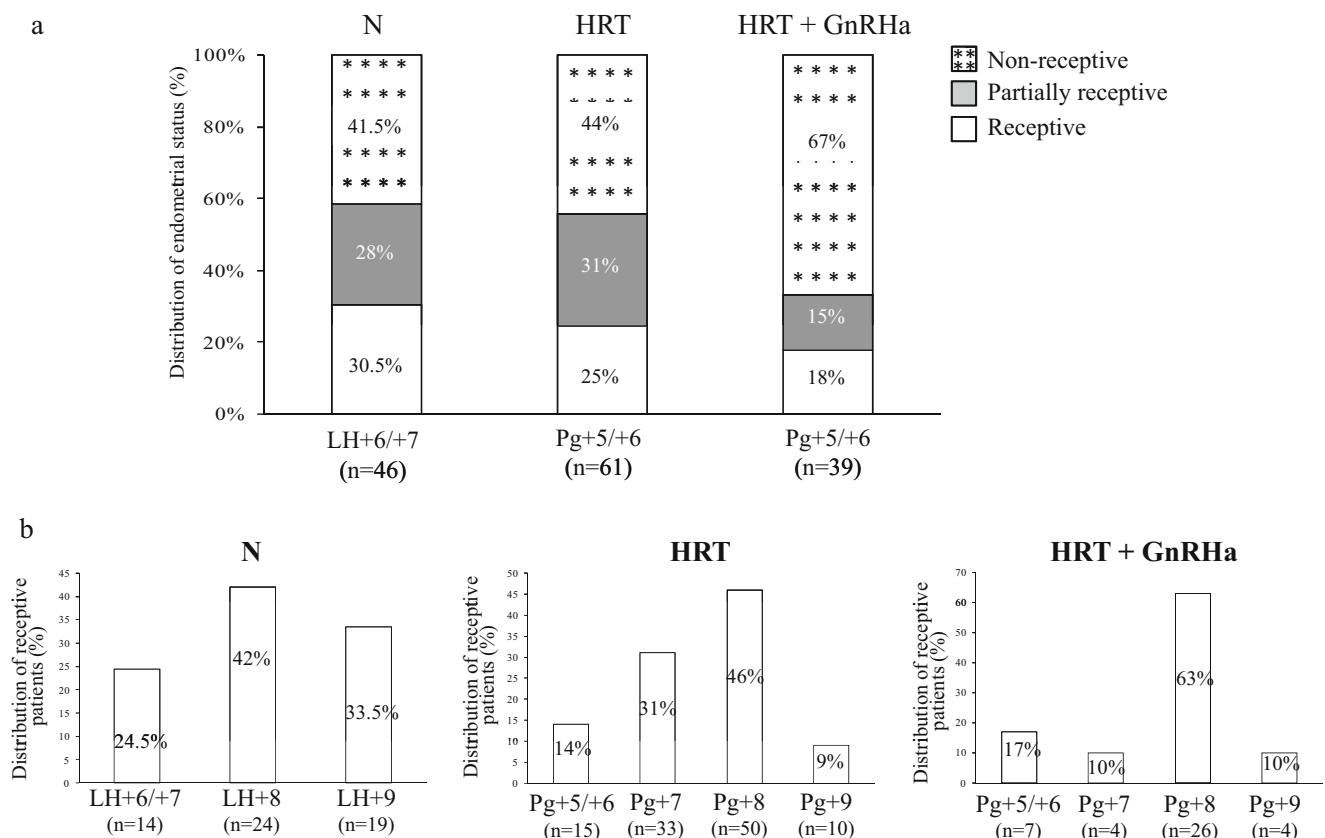 a
N HRT HRT + GnRHa
Distribution of endometrial status (%)
100%
80%
60%
40%
20%
0%
41.5%
28%
30.5%
44%
31%
25%
67%
15%
18%
LH+6/+7 Pg+5/+6 Pg+5/+6
(n=46) (n=61) (n=39)
Non-receptive
Partially receptive
Receptive
b
N
Distribution of receptive
patients (%)
45
40
35
30
25
20
15
10
5
0
24.5% 42% 33.5%
LH+6/+7 LH+8 LH+9
(n=14) (n=24) (n=19)
HRT
Distribution of receptive
patients (%)
50
45
40
35
30
25
20
15
10
5
0
14% 31% 46% 9%
Pg+5/+6 Pg+7 Pg+8 Pg+9
(n=15) (n=33) (n=50) (n=10)
HRT + GnRHa
Distribution of receptive
patients (%)
70
60
50
40
30
20
10
0
17% 10% 63% 10%
Pg+5/+6 Pg+7 Pg+8 Pg+9
(n=7) (n=4) (n=26) (n=4)